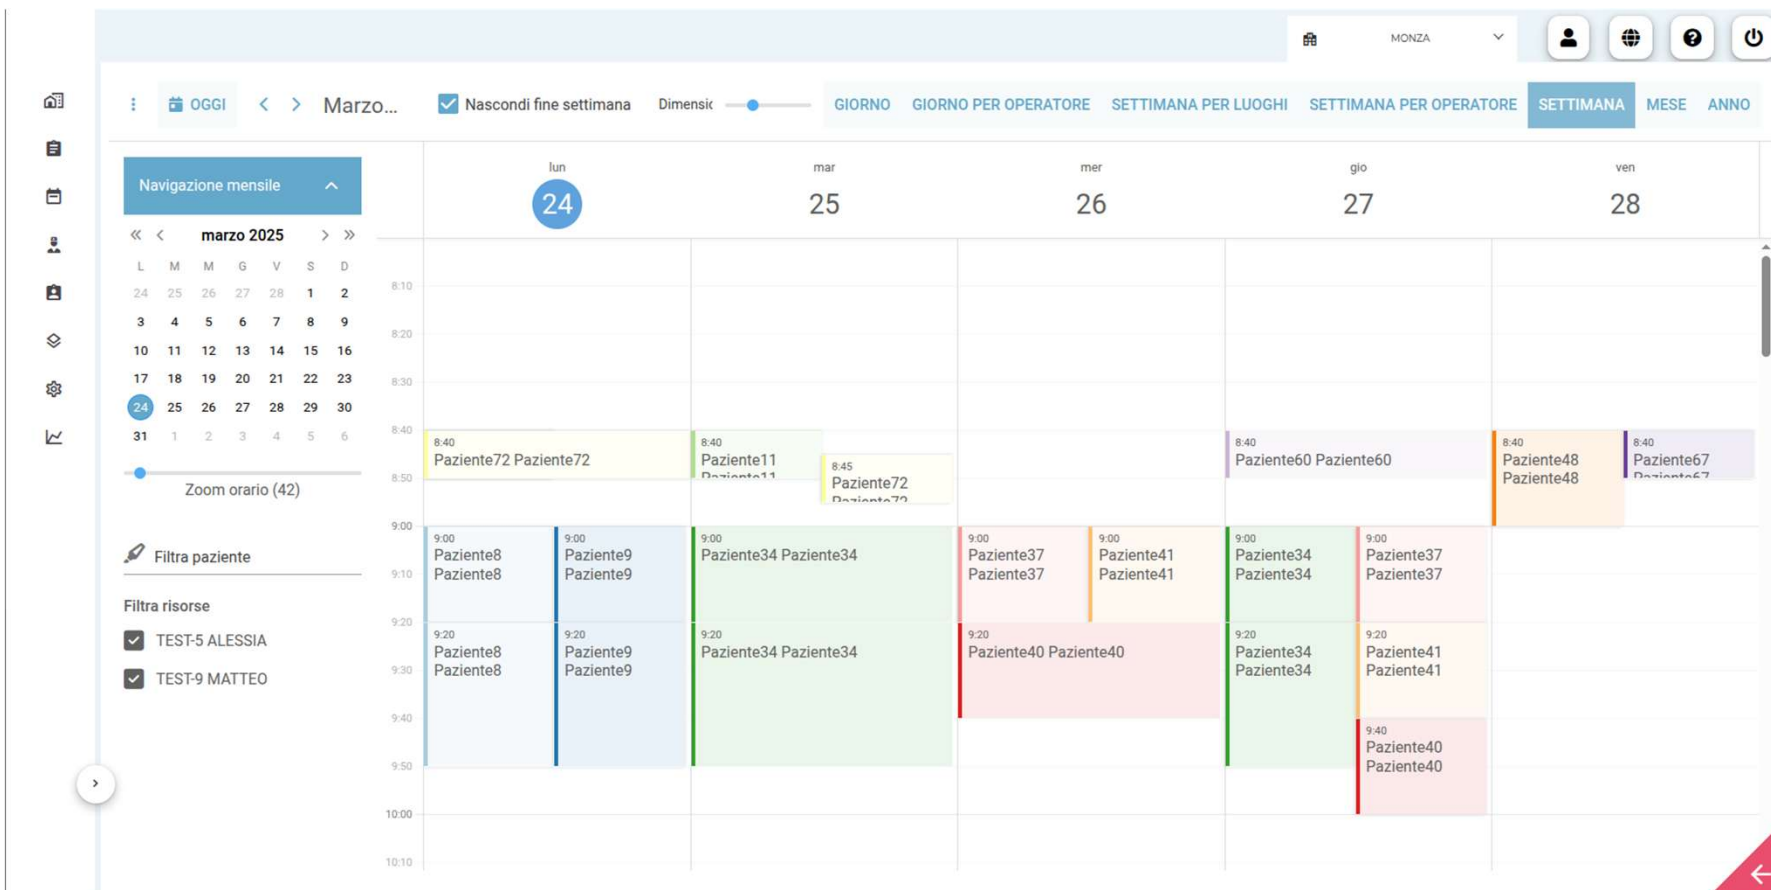 MONZA
OGGI
Marzo...
Nascondi fine settimana
Dimensic
GIORNO
GIORNO PER OPERATORE
SETTIMANA PER LUOGHI
SETTIMANA PER OPERATORE
SETTIMANA
MESE
ANNO
Navigazione mensile
marzo 2025
L M M G V S D
24 25 26 27 28 1 2
3 4 5 6 7 8 9
10 11 12 13 14 15 16
17 18 19 20 21 22 23
24 25 26 27 28 29 30
31 1 2 3 4 5 6
Zoom orario (42)
Filtra paziente
Filtra risorse
TEST-5 ALESSIA
TEST-9 MATTEO
lun
24
mar
25
mer
26
gio
27
ven
28
8:10
8:20
8:30
8:40
8:50
9:00
9:10
9:20
9:30
9:40
9:50
10:00
10:10
8:40
Paziente72 Paziente72
9:00
Paziente8
Paziente8
9:00
Paziente9
Paziente9
9:20
Paziente8
Paziente8
9:20
Paziente9
Paziente9
8:40
Paziente11
Paziente11
8:45
Paziente72
Paziente72
9:00
Paziente34 Paziente34
9:20
Paziente34 Paziente34
9:00
Paziente37
Paziente37
9:00
Paziente41
Paziente41
9:20
Paziente40 Paziente40
8:40
Paziente60 Paziente60
9:00
Paziente34
Paziente34
9:00
Paziente37
Paziente37
9:20
Paziente34
Paziente34
9:20
Paziente41
Paziente41
9:40
Paziente40
Paziente40
8:40
Paziente48
Paziente48
8:40
Paziente67
Paziente67